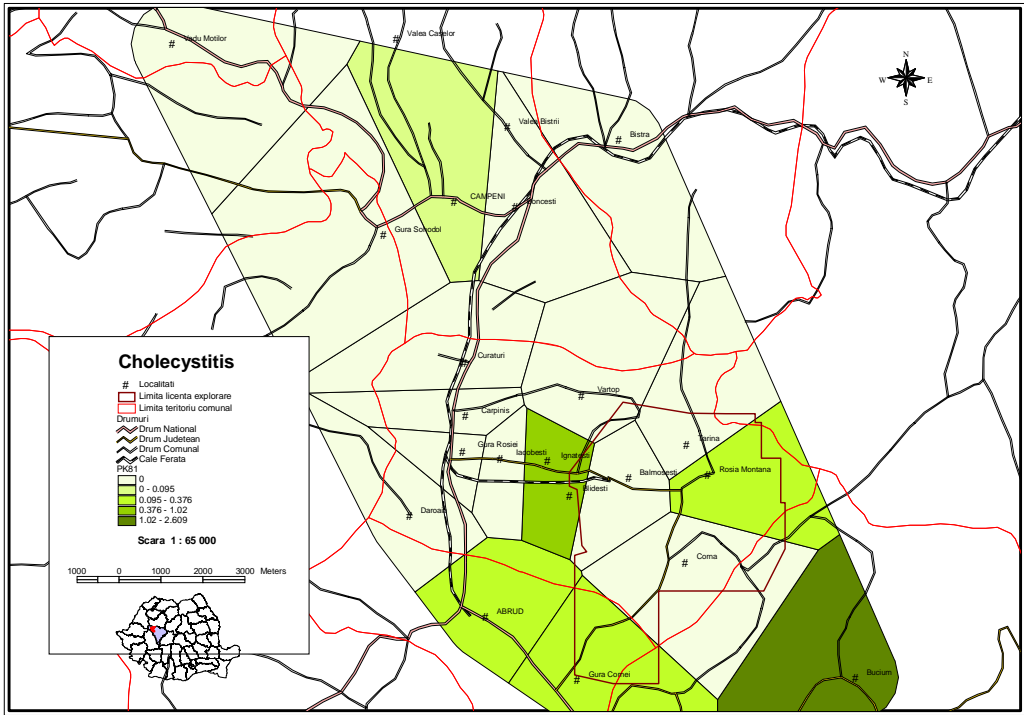 Vadu Motilor
Valea Caselor
N
W E
S
Valea Bistrii
Bistra
CAMPENI
Boncesti
Gura Sohodol
Curaturi
Vartop
Carpinis
Gura Rosiei
Iacobesti
Ignatesti
Tarina
Balmosesti
Rosia Montana
Blidesti
Daroaia
Corna
ABRUD
Gura Cornei
Bucium
Cholecystitis
# Localitati
Limita licenta explorare
Limita teritoriu comunal
Drumuri
Drum National
Drum Judetean
Drum Comunal
Cale Ferata
PK81
0
0 - 0.095
0.095 - 0.376
0.376 - 1.02
1.02 - 2.609
Scara 1 : 65 000
1000 0 1000 2000 3000 Meters